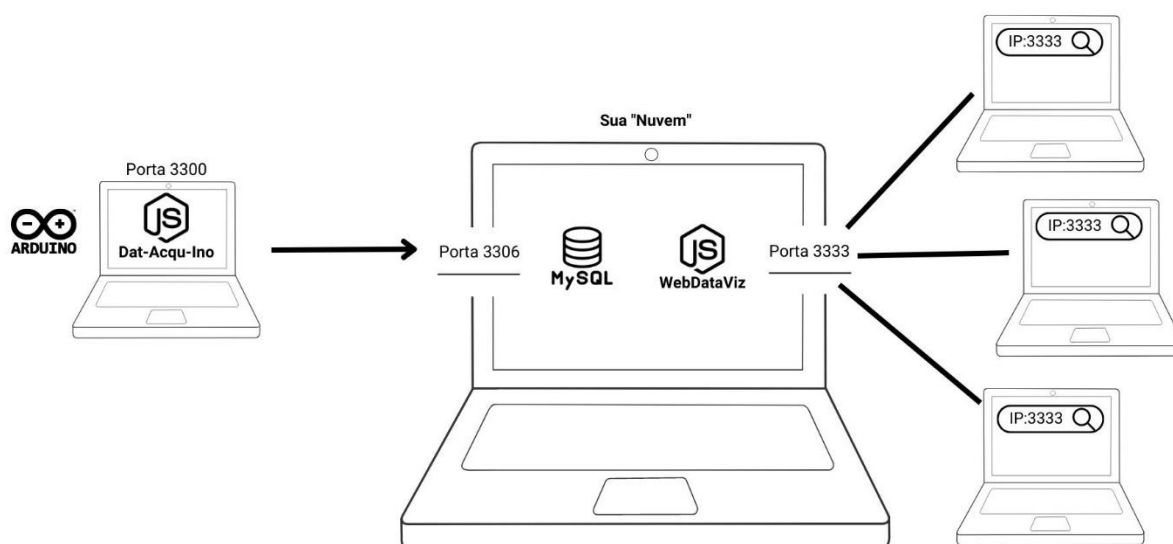 Sua "Nuvem"
Porta 3300
ARDUINO
JS
Dat-Acqu-Ino
Porta 3306
MySQL
JS
WebDataViz
Porta 3333
IP:3333
IP:3333
IP:3333